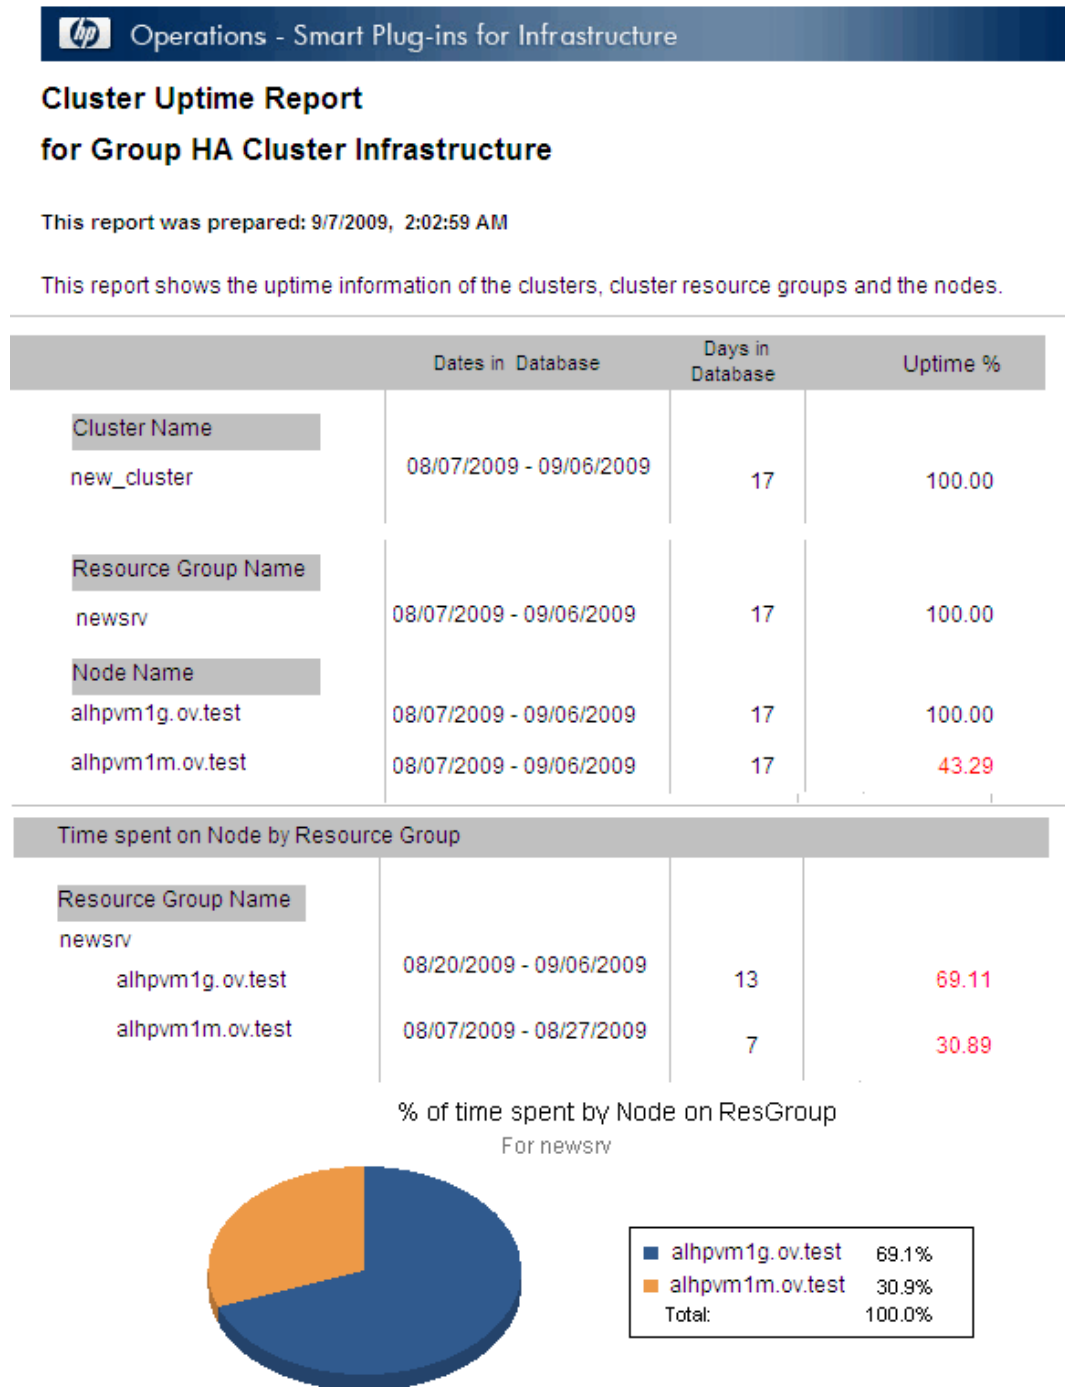 hp Operations - Smart Plug-ins for Infrastructure
Cluster Uptime Report
for Group HA Cluster Infrastructure
This report was prepared: 9/7/2009, 2:02:59 AM
This report shows the uptime information of the clusters, cluster resource groups and the nodes.
Dates in Database Days in Database Uptime %
Cluster Name
new_cluster 08/07/2009 - 09/06/2009 17 100.00
Resource Group Name
newsrv 08/07/2009 - 09/06/2009 17 100.00
Node Name
alhpvm1g.ov.test 08/07/2009 - 09/06/2009 17 100.00
alhpvm1m.ov.test 08/07/2009 - 09/06/2009 17 43.29
Time spent on Node by Resource Group
Resource Group Name
newsrv
alhpvm1g.ov.test 08/20/2009 - 09/06/2009 13 69.11
alhpvm1m.ov.test 08/07/2009 - 08/27/2009 7 30.89
% of time spent by Node on ResGroup
For newsrv
alhpvm1g.ov.test 69.1%
alhpvm1m.ov.test 30.9%
Total: 100.0%